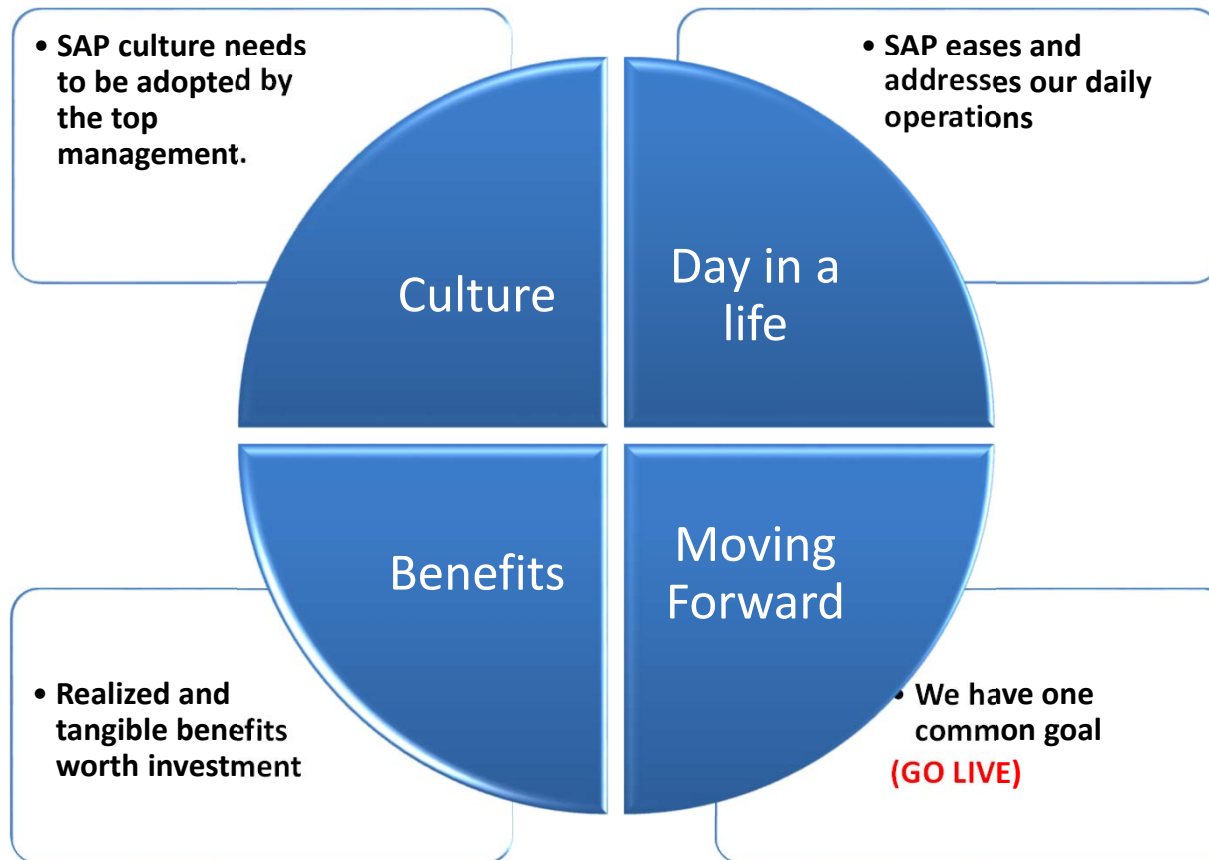 • SAP culture needs
to be adopted by
the top
management.
• SAP eases and
addresses our daily
operations
Culture
Day in a
life
Benefits
Moving
Forward
• Realized and
tangible benefits
worth investment
• We have one
common goal
(GO LIVE)